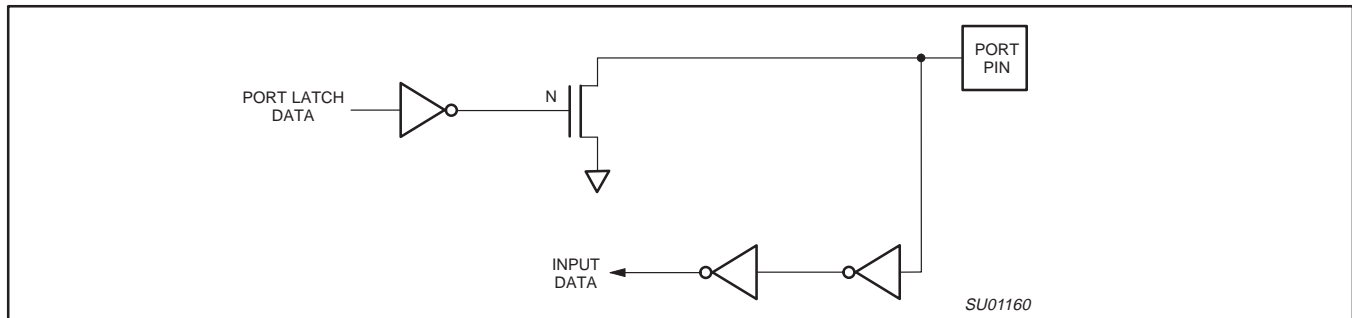 PORT
PIN
N
PORT LATCH
DATA
INPUT
DATA
SU01160